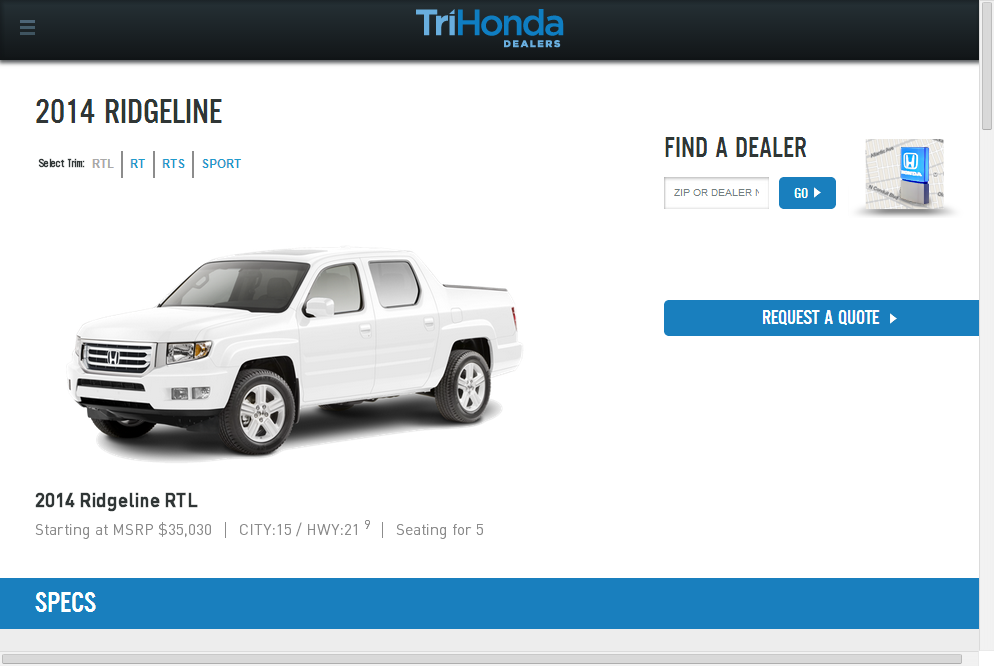 TriHonda
DEALERS
2014 RIDGELINE
Select Trim: RTL RT RTS SPORT
FIND A DEALER
ZIP OR DEALER N
GO
HONDA
REQUEST A QUOTE
2014 Ridgeline RTL
Starting at MSRP $35,030 | CITY:15 / HWY:21 9 | Seating for 5
SPECS